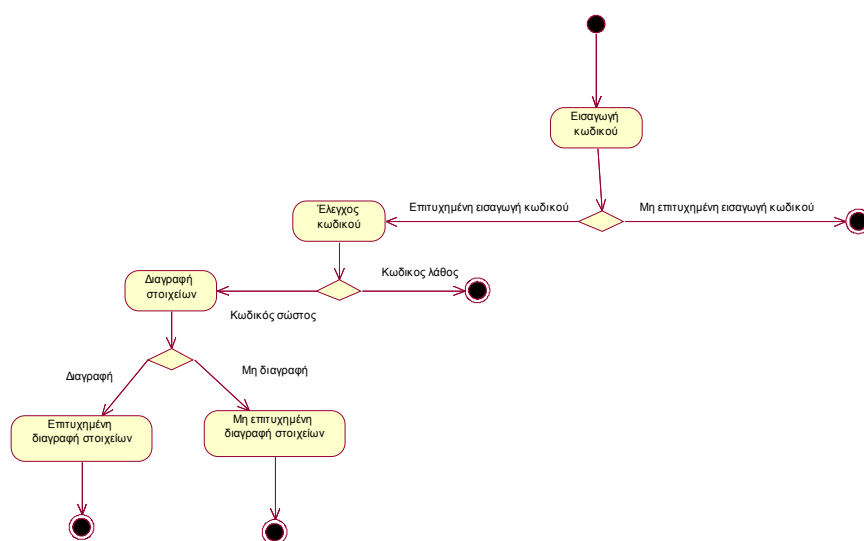 Εισαγωγή
κωδικού
Επιτυχημένη εισαγωγή κωδικού
Μη επιτυχημένη εισαγωγή κωδικού
Έλεγχος
κωδικού
Κωδικος λάθος
Διαγραφή
στοιχείων
Κωδικός σώστος
Διαγραφή
Μη διαγραφή
Επιτυχημένη
διαγραφή στοιχείων
Μη επιτυχημένη
διαγραφή στοιχείων